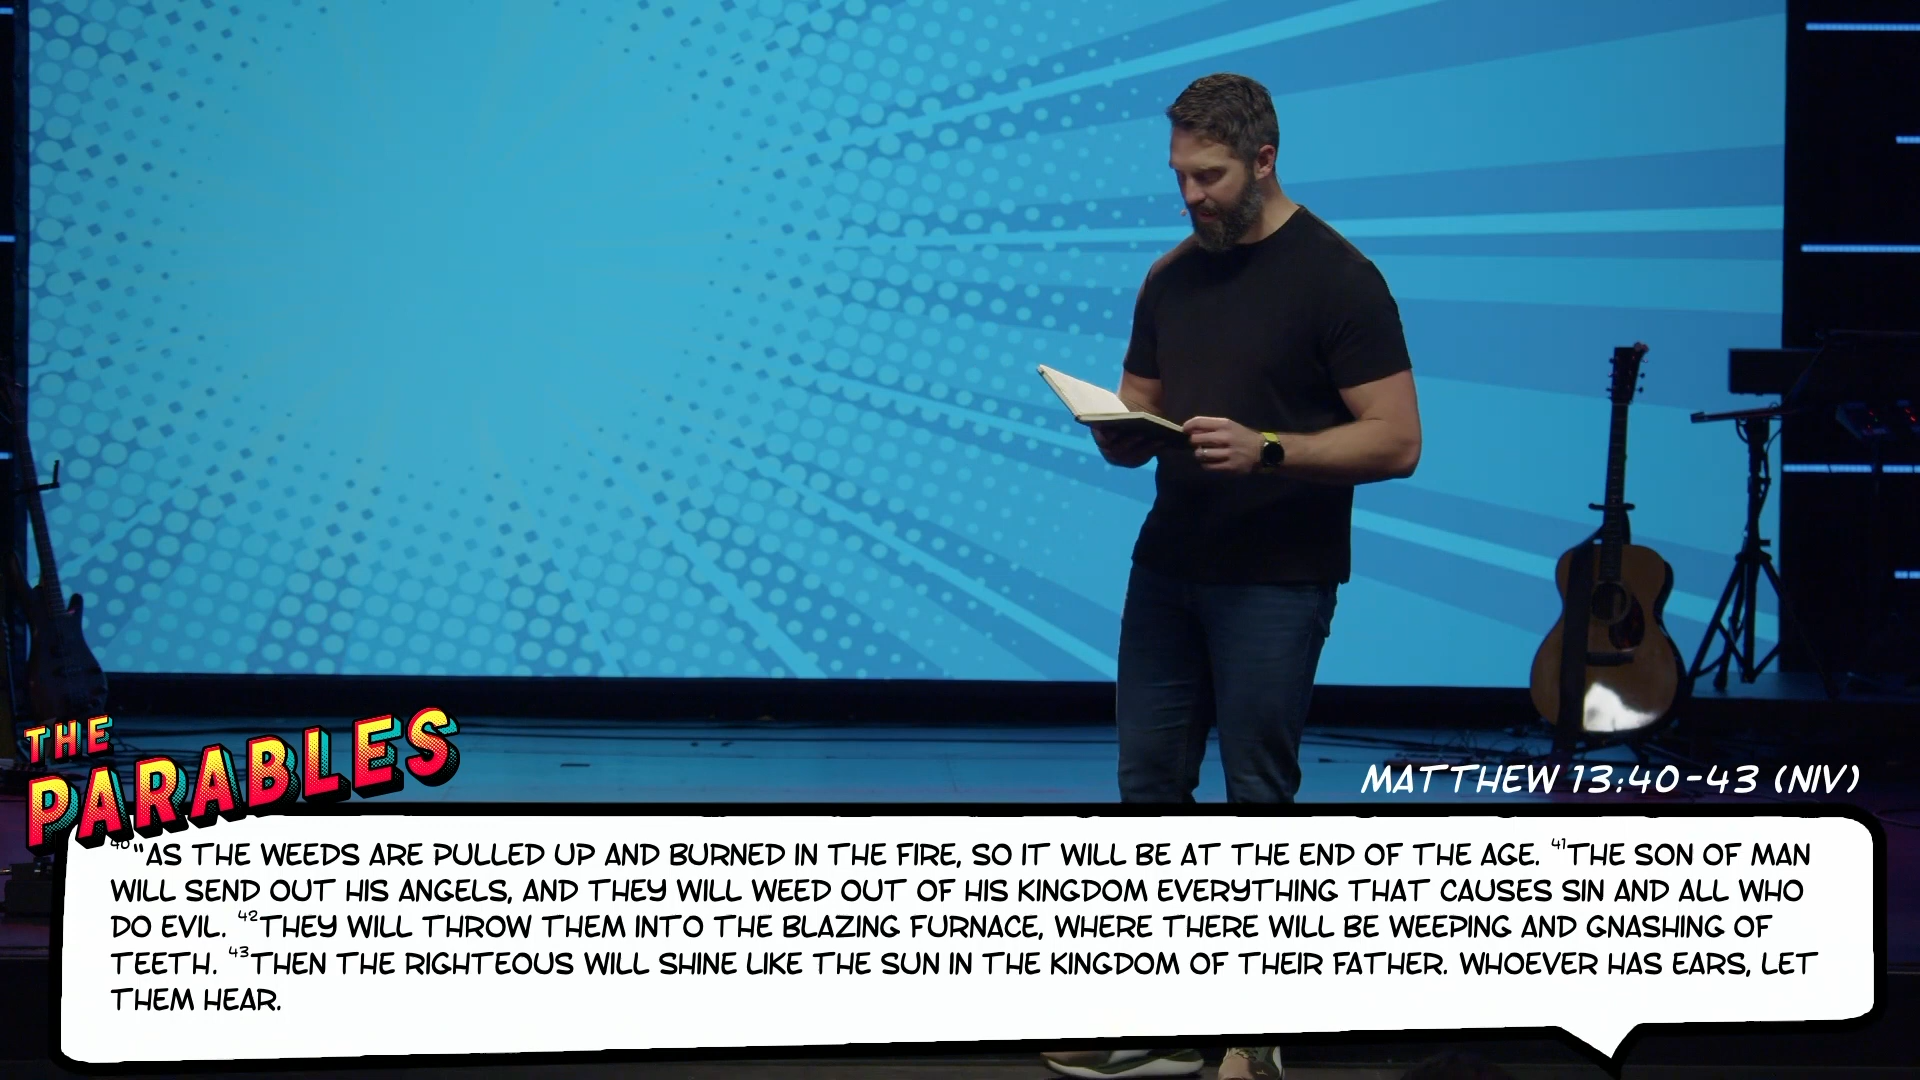 THE
PARABLES
MATTHEW 13:40-43 (NIV)
40"AS THE WEEDS ARE PULLED UP AND BURNED IN THE FIRE, SO IT WILL BE AT THE END OF THE AGE. 41THE SON OF MAN
WILL SEND OUT HIS ANGELS, AND THEY WILL WEED OUT OF HIS KINGDOM EVERYTHING THAT CAUSES SIN AND ALL WHO
DO EVIL. 42THEY WILL THROW THEM INTO THE BLAZING FURNACE, WHERE THERE WILL BE WEEPING AND GNASHING OF
TEETH. 43THEN THE RIGHTEOUS WILL SHINE LIKE THE SUN IN THE KINGDOM OF THEIR FATHER. WHOEVER HAS EARS, LET
THEM HEAR.